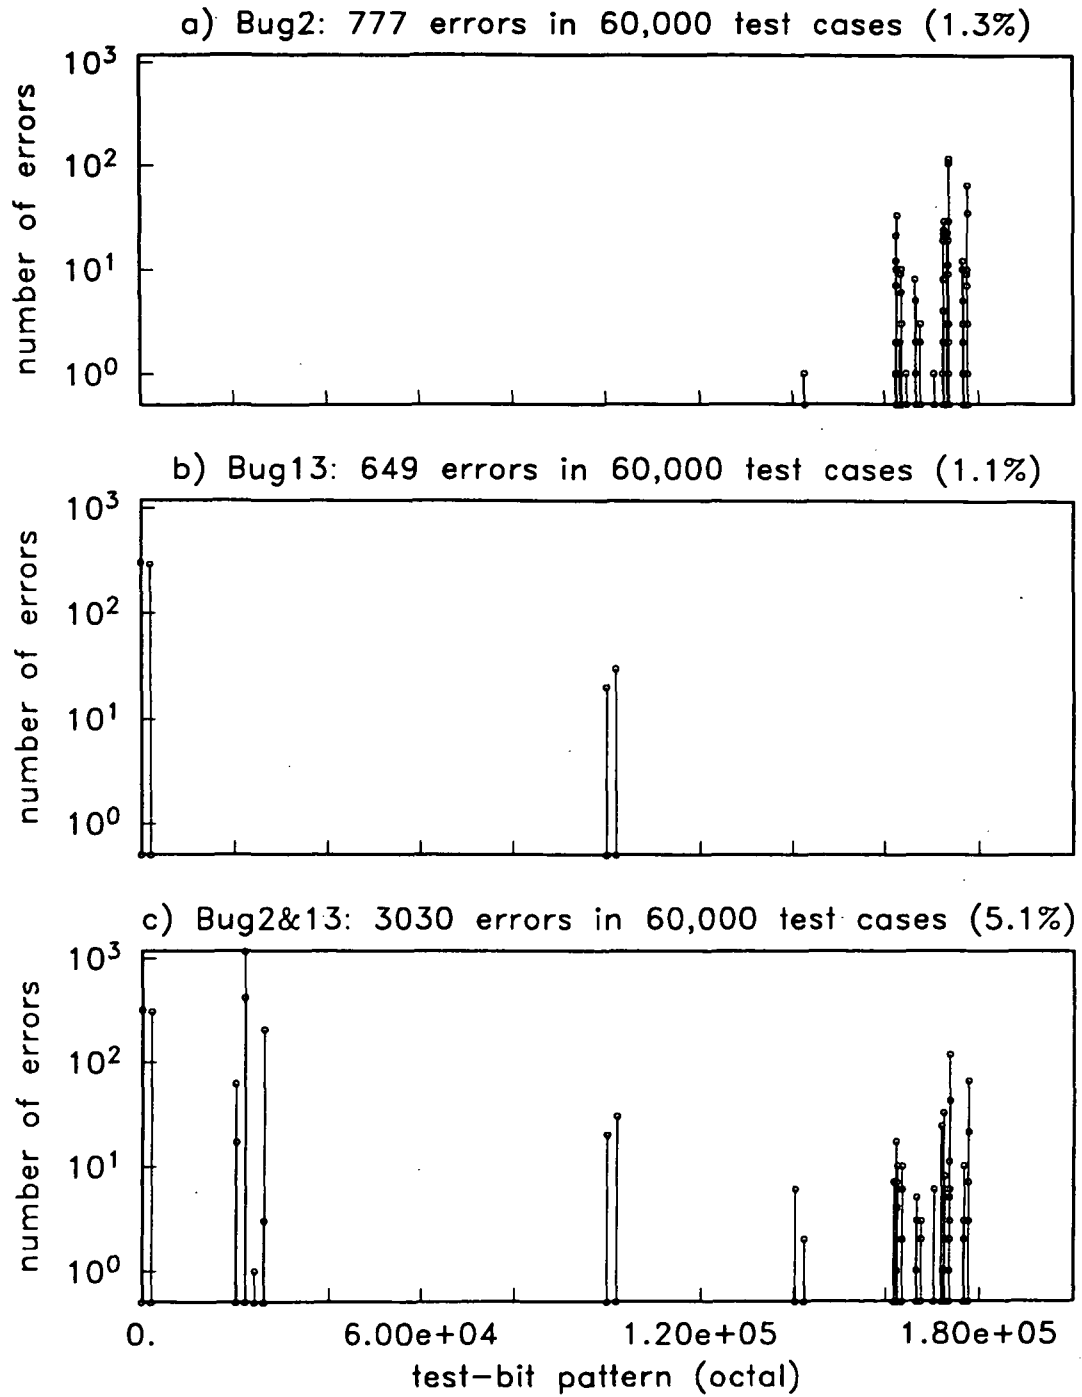 a) Bug2: 777 errors in 60,000 test cases (1.3%)
10³
10²
10¹
10⁰
number of errors
b) Bug13: 649 errors in 60,000 test cases (1.1%)
10³
10²
10¹
10⁰
number of errors
c) Bug2&13: 3030 errors in 60,000 test cases (5.1%)
10³
10²
10¹
10⁰
number of errors
0. 6.00e+04 1.20e+05 1.80e+05
test-bit pattern (octal)